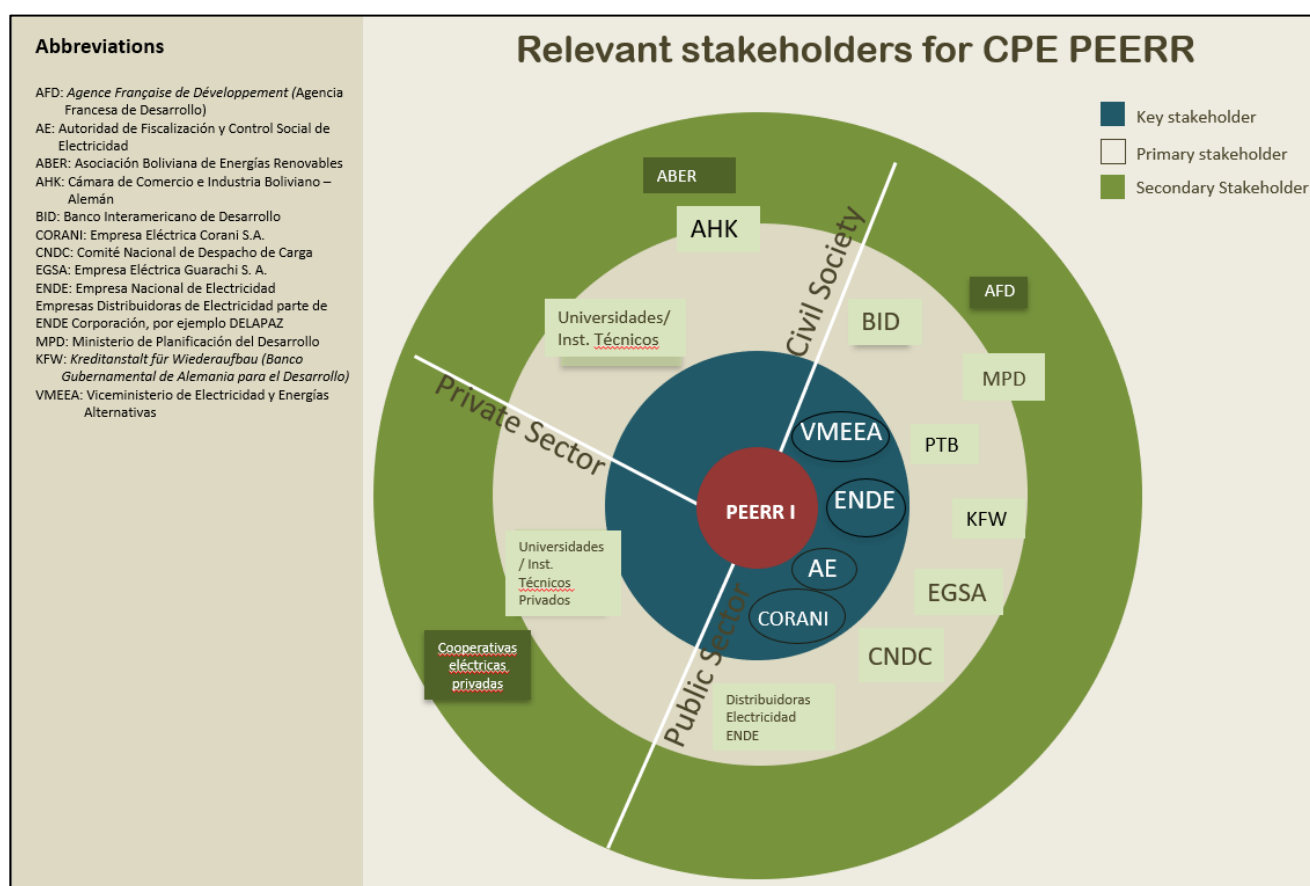 Abbreviations
AFD: Agence Française de Développement (Agencia
Francesa de Desarrollo)
AE: Autoridad de Fiscalización y Control Social de
Electricidad
ABER: Asociación Boliviana de Energías Renovables
AHK: Cámara de Comercio e Industria Boliviano –
Alemán
BID: Banco Interamericano de Desarrollo
CORANI: Empresa Eléctrica Corani S.A.
CNDC: Comité Nacional de Despacho de Carga
EGSA: Empresa Eléctrica Guarachi S. A.
ENDE: Empresa Nacional de Electricidad
Empresas Distribuidoras de Electricidad parte de
ENDE Corporación, por ejemplo DELAPAZ
MPD: Ministerio de Planificación del Desarrollo
KFW: Kreditanstalt für Wiederaufbau (Banco
Gubernamental de Alemania para el Desarrollo)
VMEEA: Viceministerio de Electricidad y Energías
Alternativas
Relevant stakeholders for CPE PEERR
Key stakeholder
Primary stakeholder
Secondary Stakeholder
ABER
AHK
Universidades/
Inst. Técnicos
Civil Society
BID
AFD
MPD
Private Sector
VMEEA
PTB
PEERR I
ENDE
KFW
Universidades
/ Inst.
Técnicos
Privados
AE
CORANI
EGSA
CNDC
Cooperativas
eléctricas
privadas
Public Sector
Distribuidoras
Electricidad
ENDE